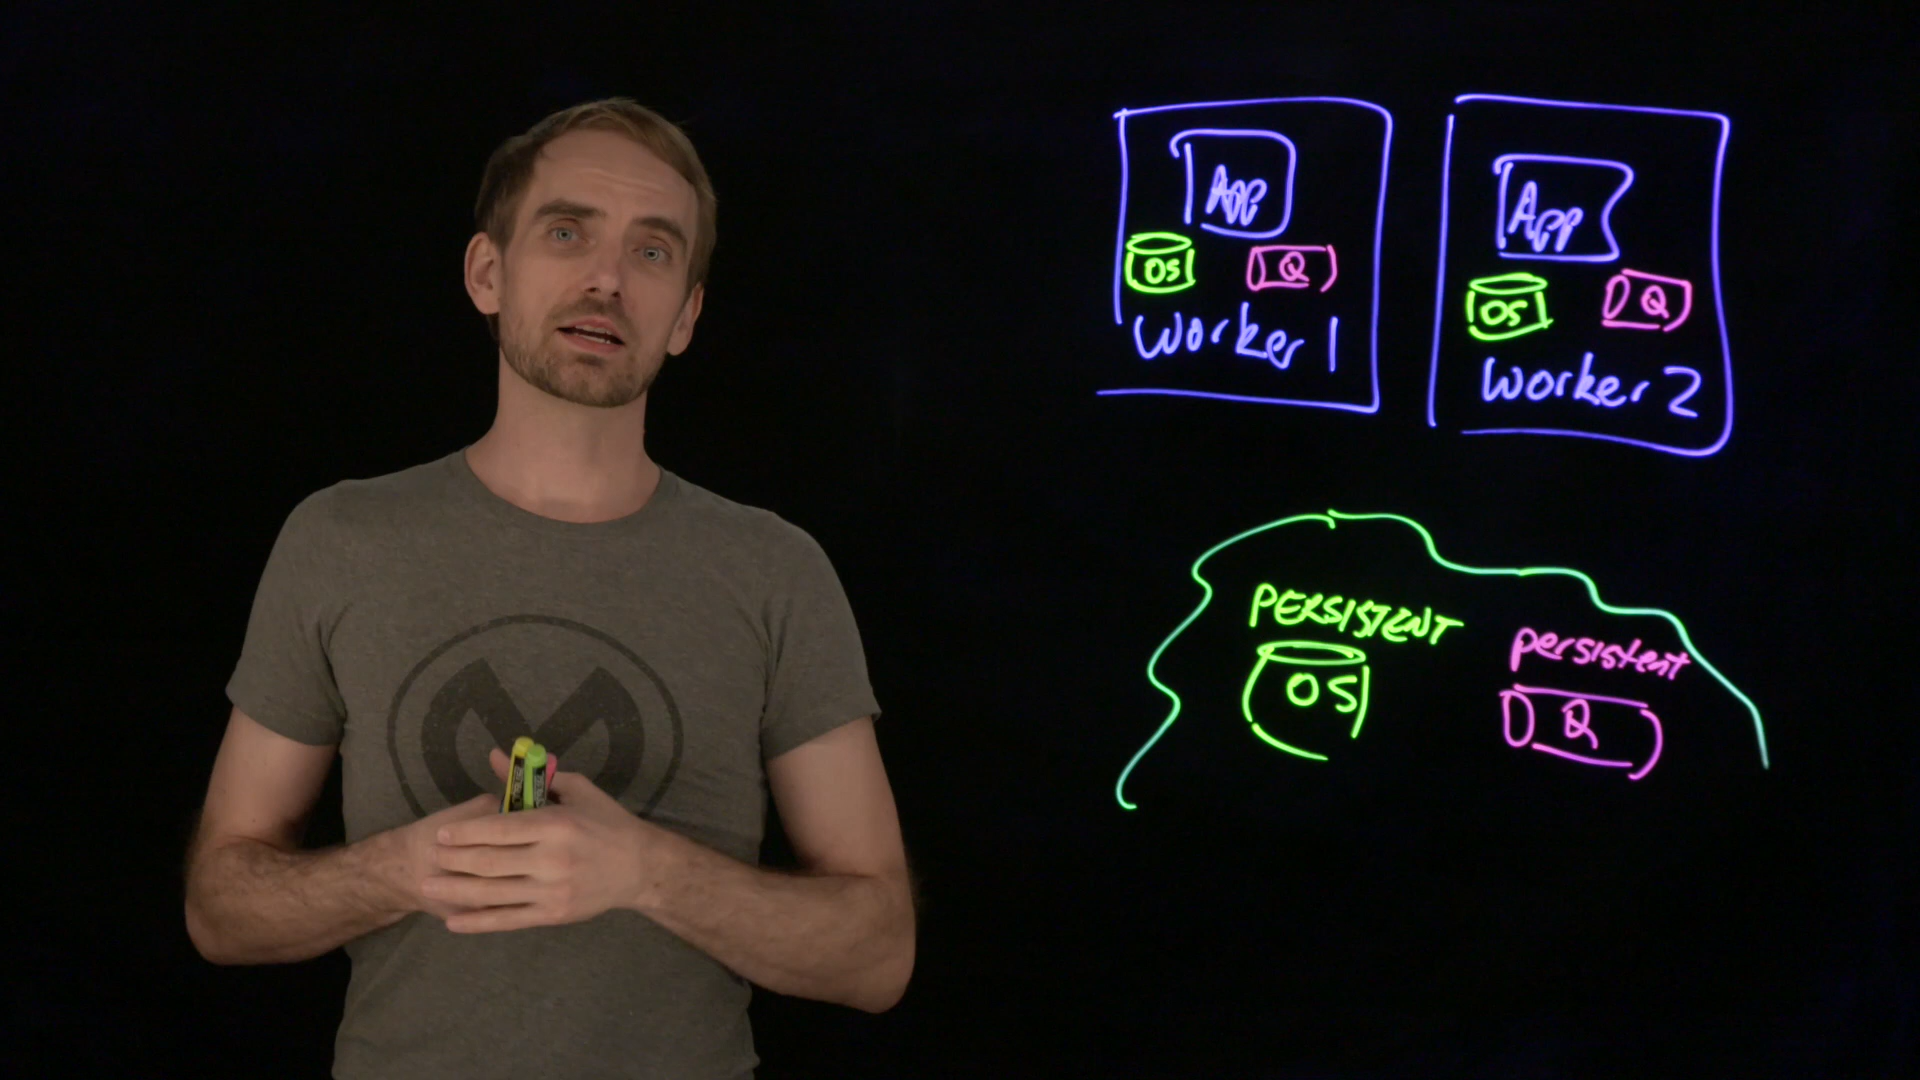 App
OS
Q
Worker 1
App
OS
Q
Worker 2
PERSISTENT
OS
persistent
Q